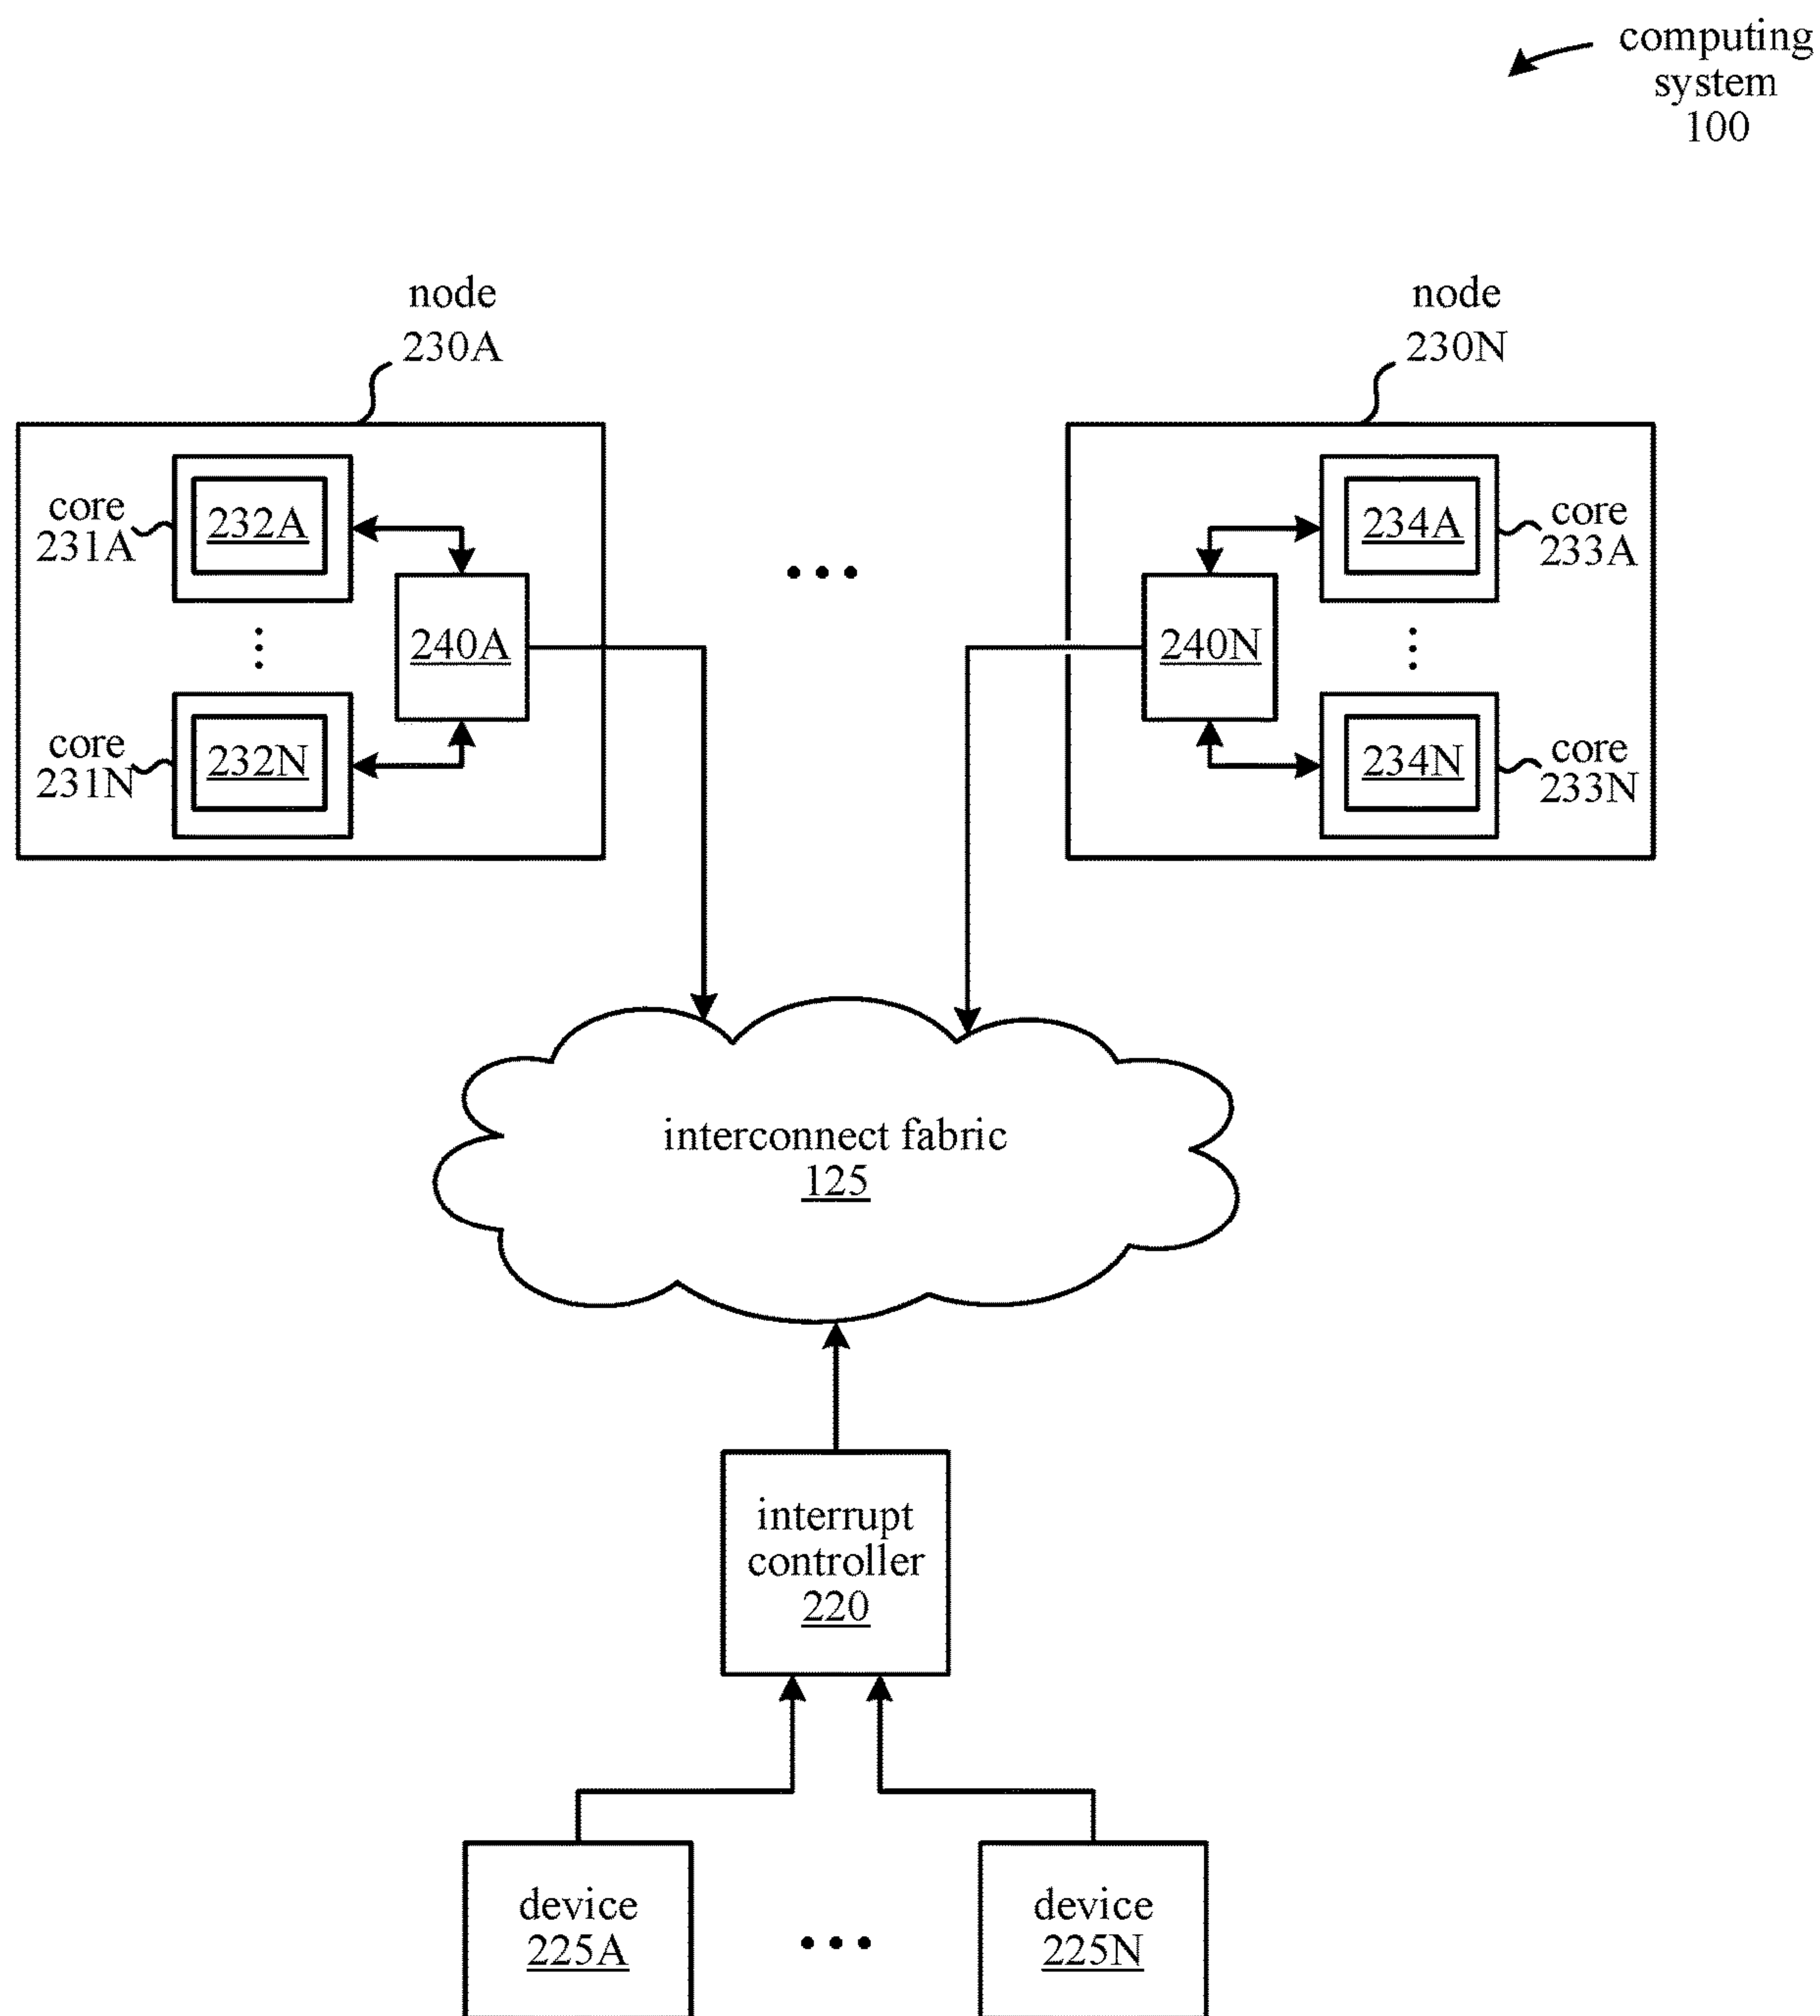 computing
system
100
node
230A
node
230N
core
231A
232A
240A
core
231N
232N
234A
core
233A
240N
234N
core
233N
interconnect fabric
125
interrupt
controller
220
device
225A
device
225N